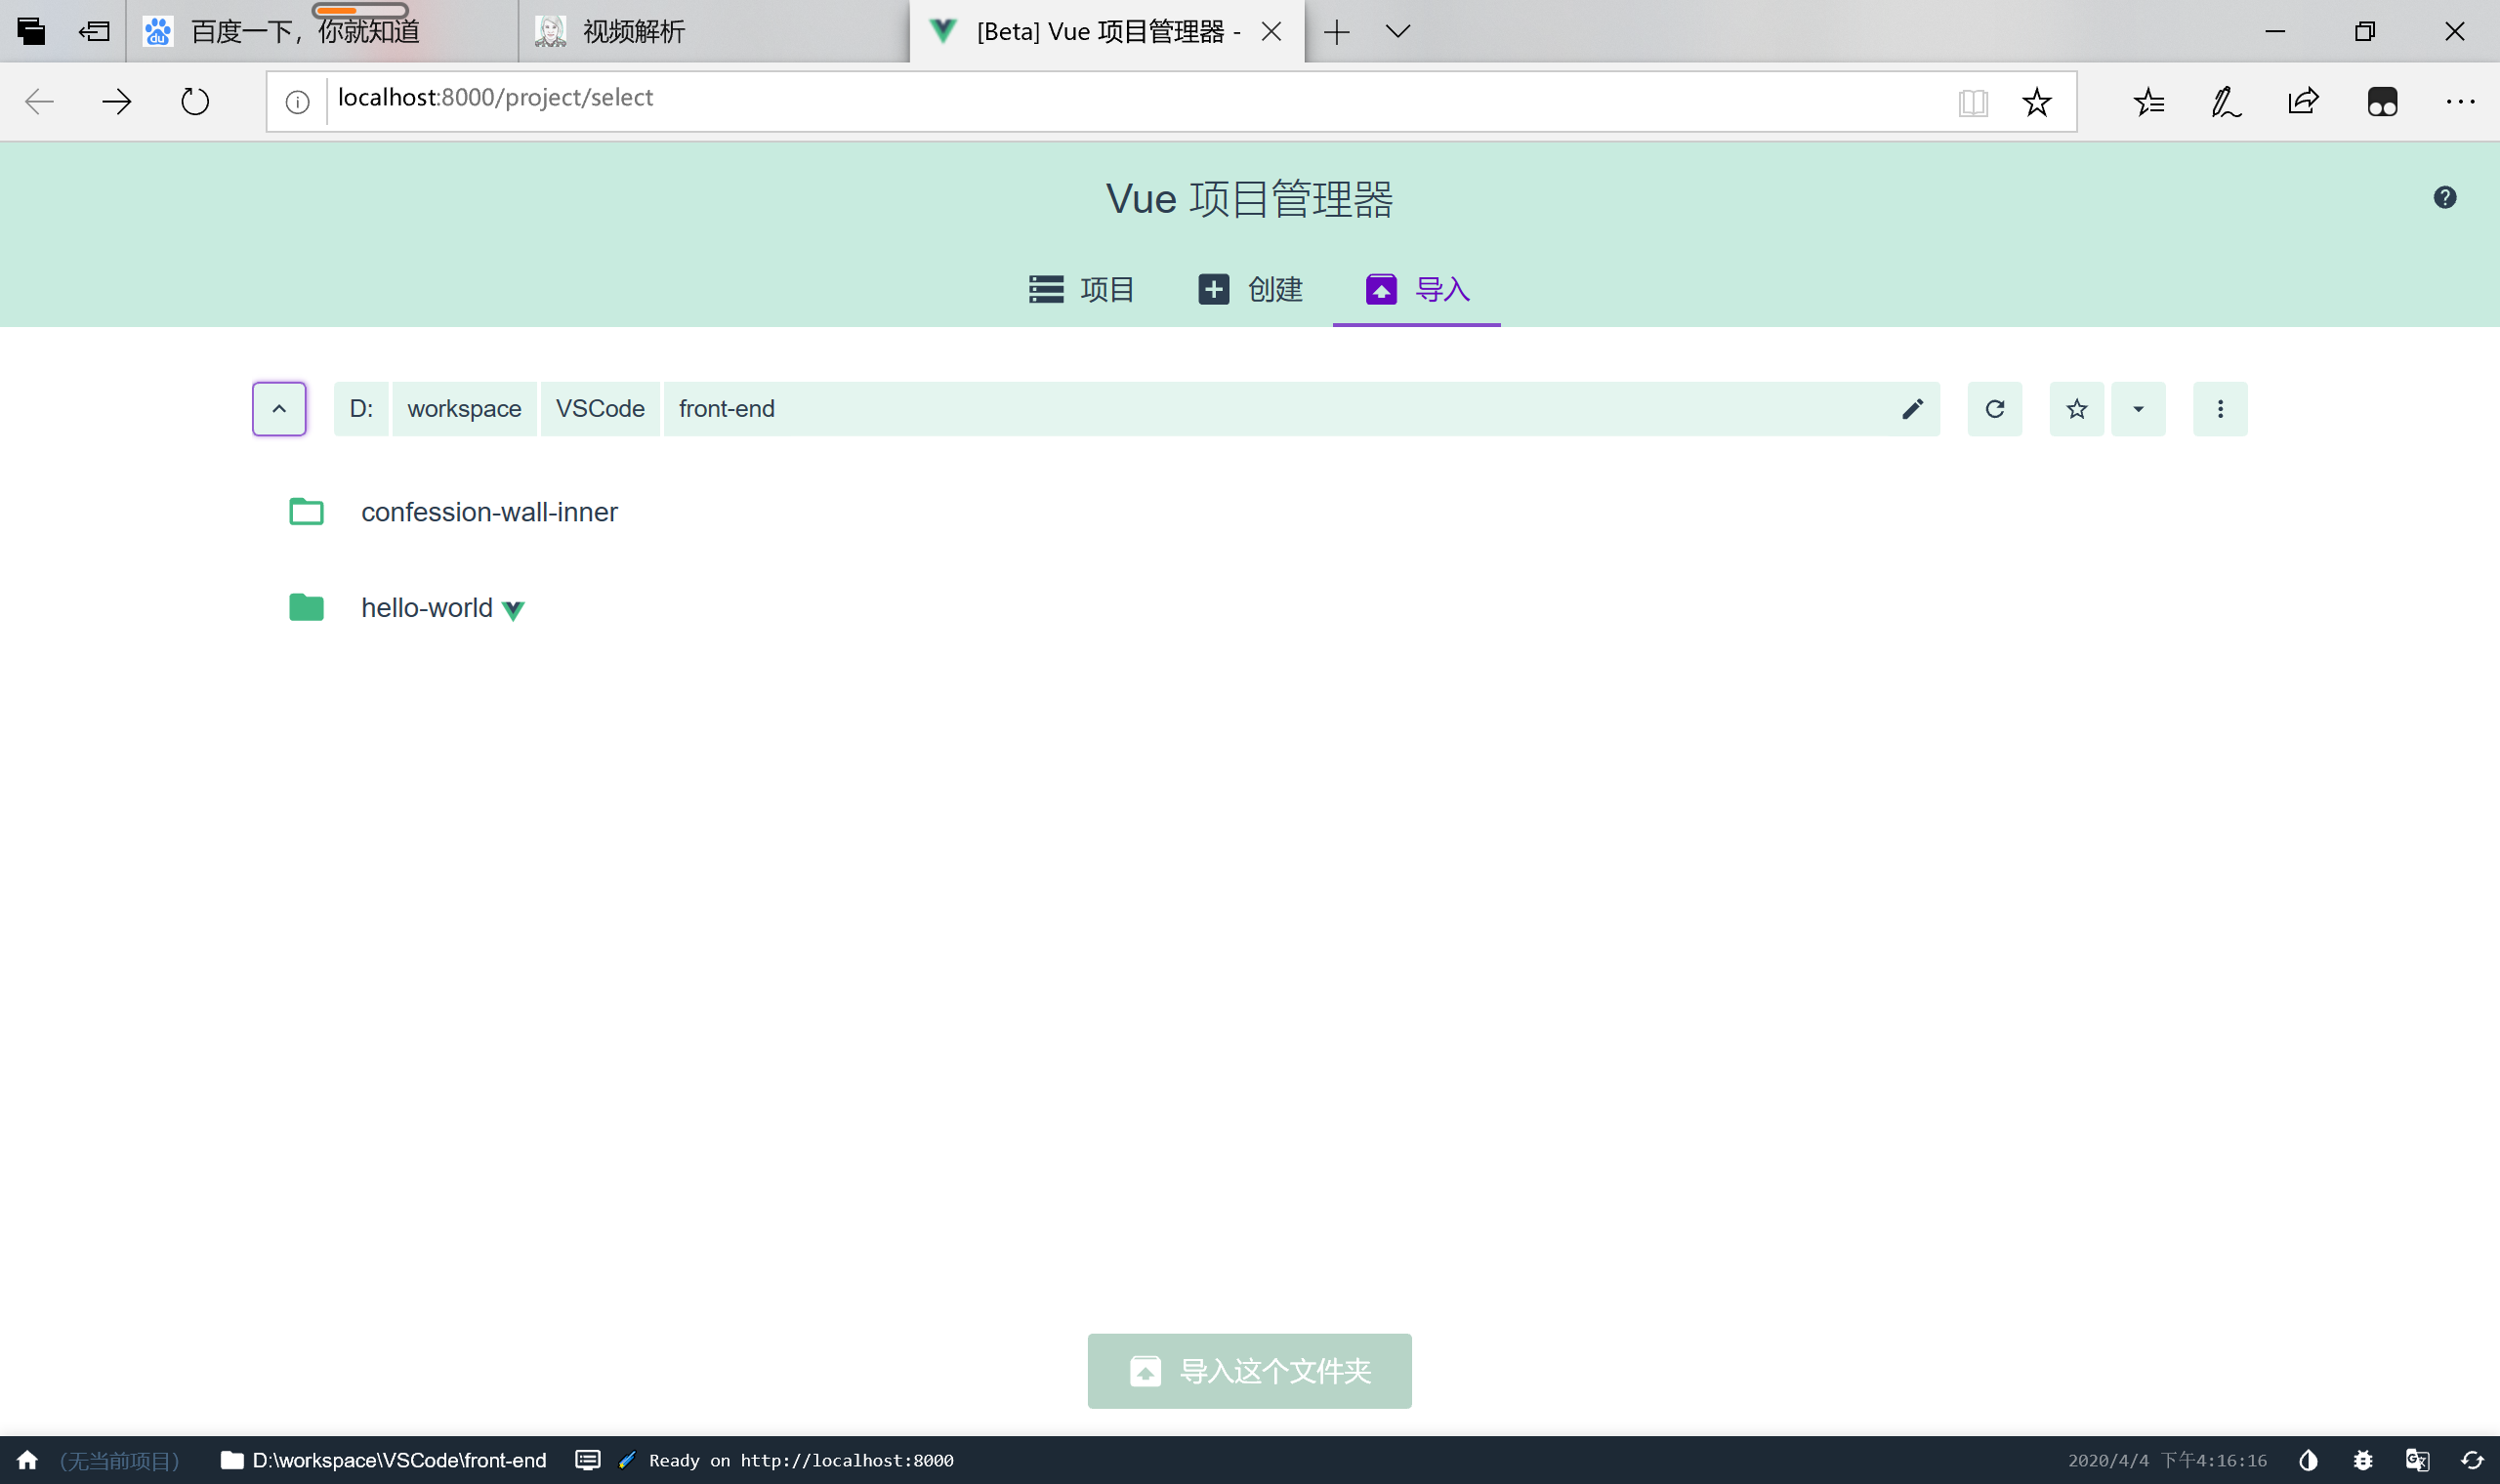 百度一下，你就知道
视频解析
[Beta] Vue 项目管理器 -
localhost:8000/project/select
Vue 项目管理器
项目 创建 导入
D: workspace VSCode front-end
confession-wall-inner
hello-world
导入这个文件夹
(无当前项目) D:\workspace\VSCode\front-end Ready on http://localhost:8000 2020/4/4 下午4:16:16